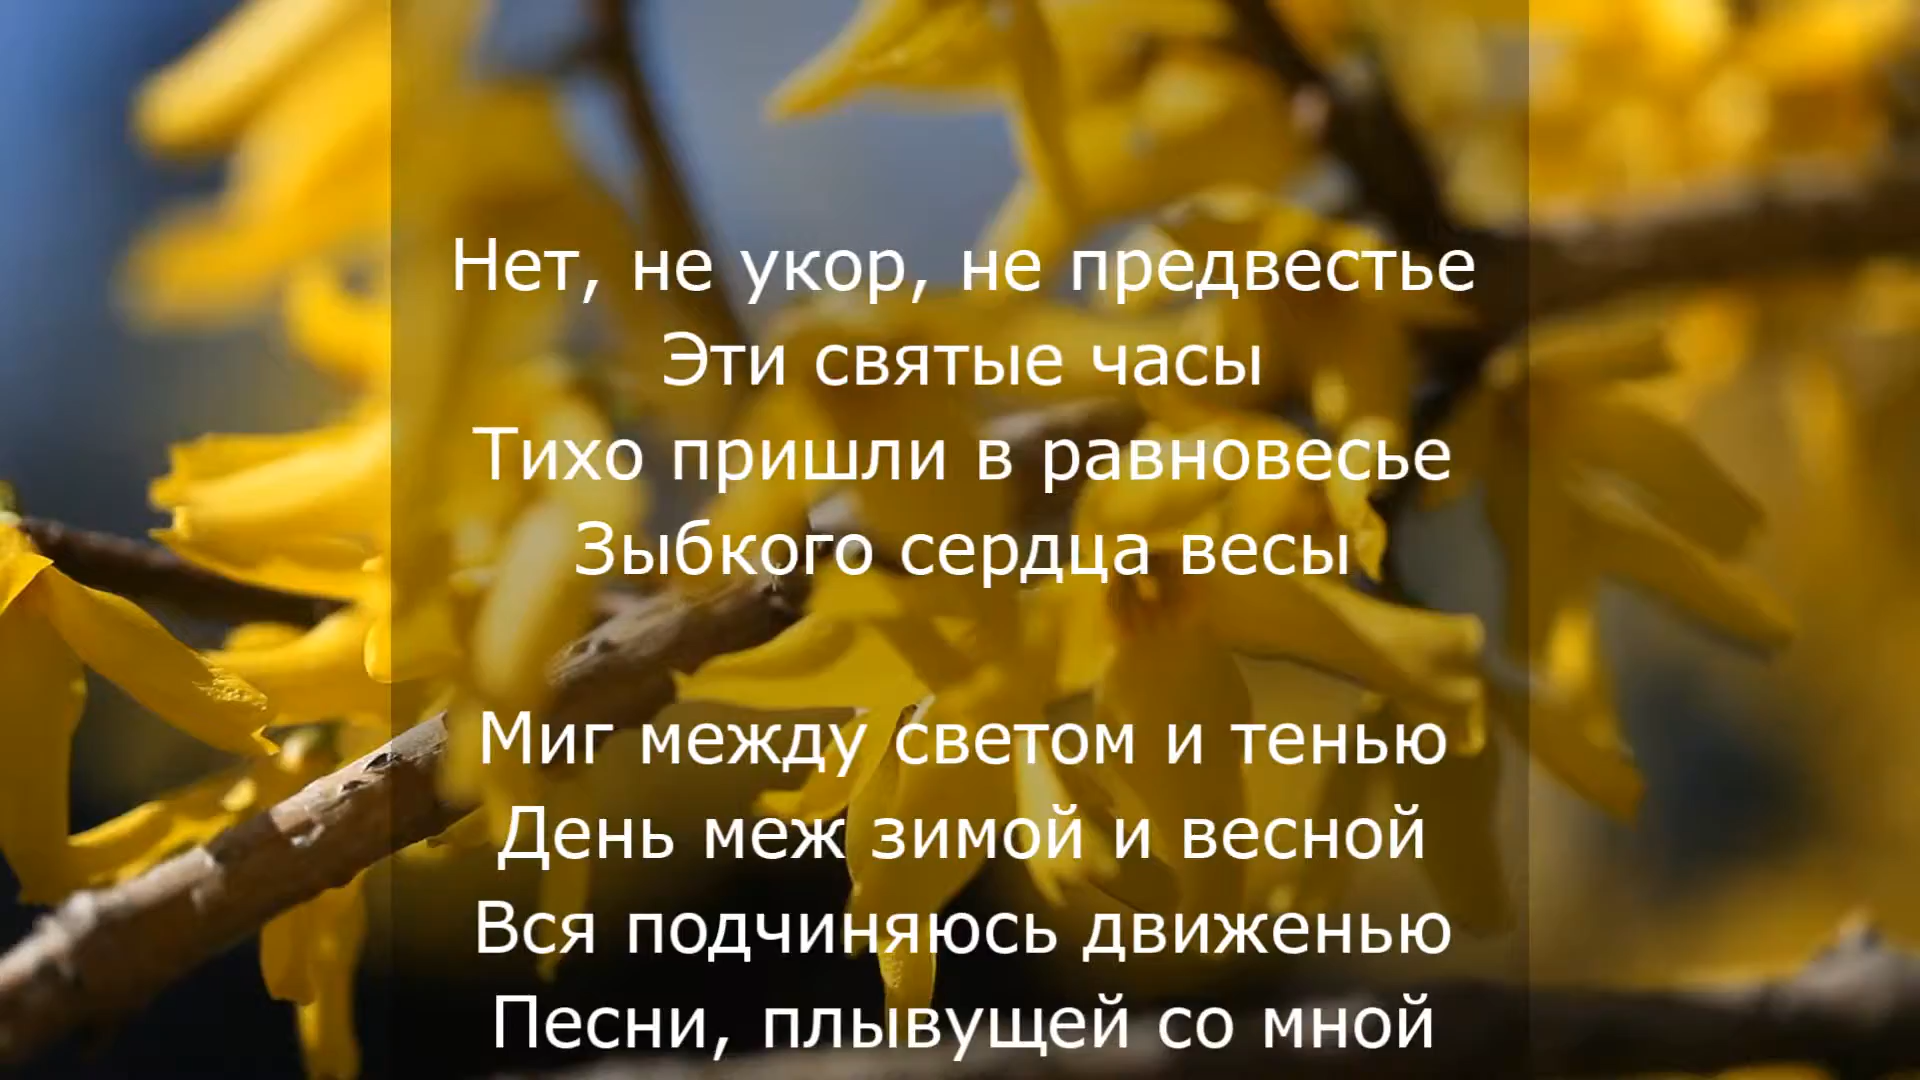 Нет, не укор, не предвестье
Эти святые часы
Тихо пришли в равновесье
Зыбкого сердца весы
Миг между светом и тенью
День меж зимой и весной
Вся подчиняюсь движенью
Песни, плывущей со мной